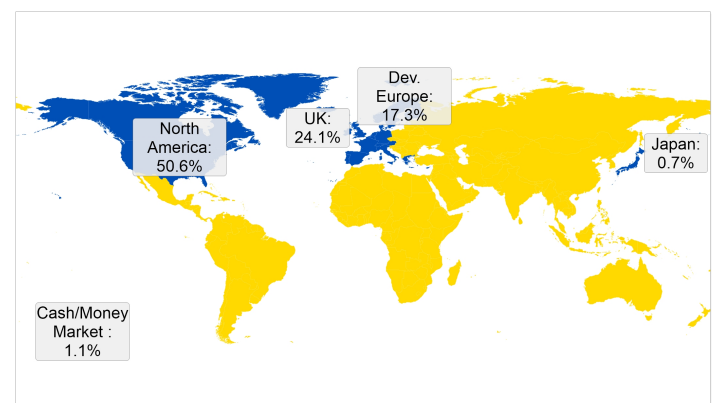 Dev.
Europe:
17.3%
UK:
24.1%
North
America:
50.6%
Japan:
0.7%
Cash/Money
Market :
1.1%